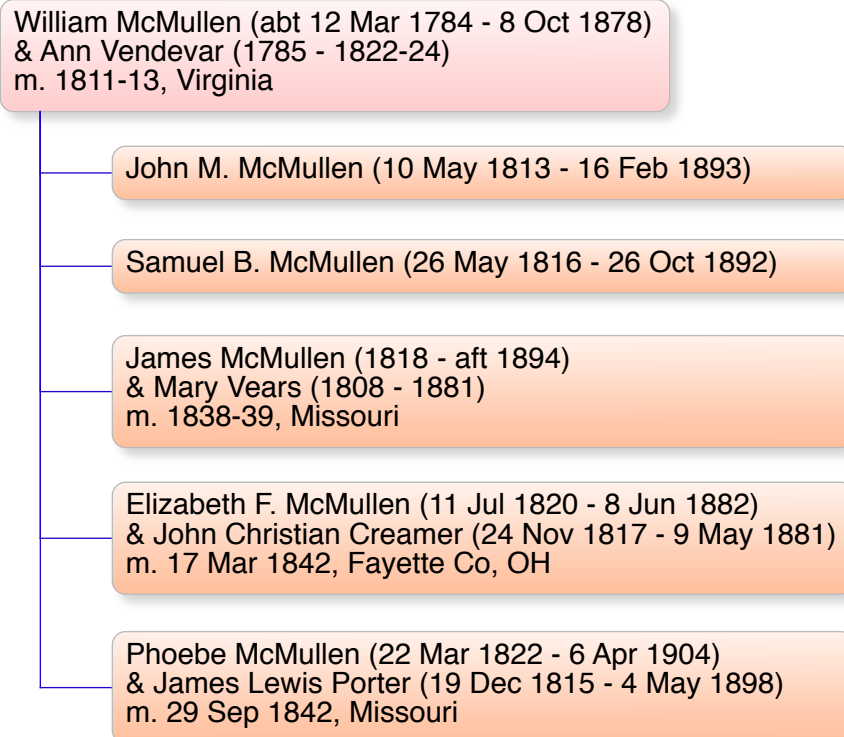 William McMullen (abt 12 Mar 1784 - 8 Oct 1878)
& Ann Vendevar (1785 - 1822-24)
m. 1811-13, Virginia
John M. McMullen (10 May 1813 - 16 Feb 1893)
Samuel B. McMullen (26 May 1816 - 26 Oct 1892)
James McMullen (1818 - aft 1894)
& Mary Vears (1808 - 1881)
m. 1838-39, Missouri
Elizabeth F. McMullen (11 Jul 1820 - 8 Jun 1882)
& John Christian Creamer (24 Nov 1817 - 9 May 1881)
m. 17 Mar 1842, Fayette Co, OH
Phoebe McMullen (22 Mar 1822 - 6 Apr 1904)
& James Lewis Porter (19 Dec 1815 - 4 May 1898)
m. 29 Sep 1842, Missouri